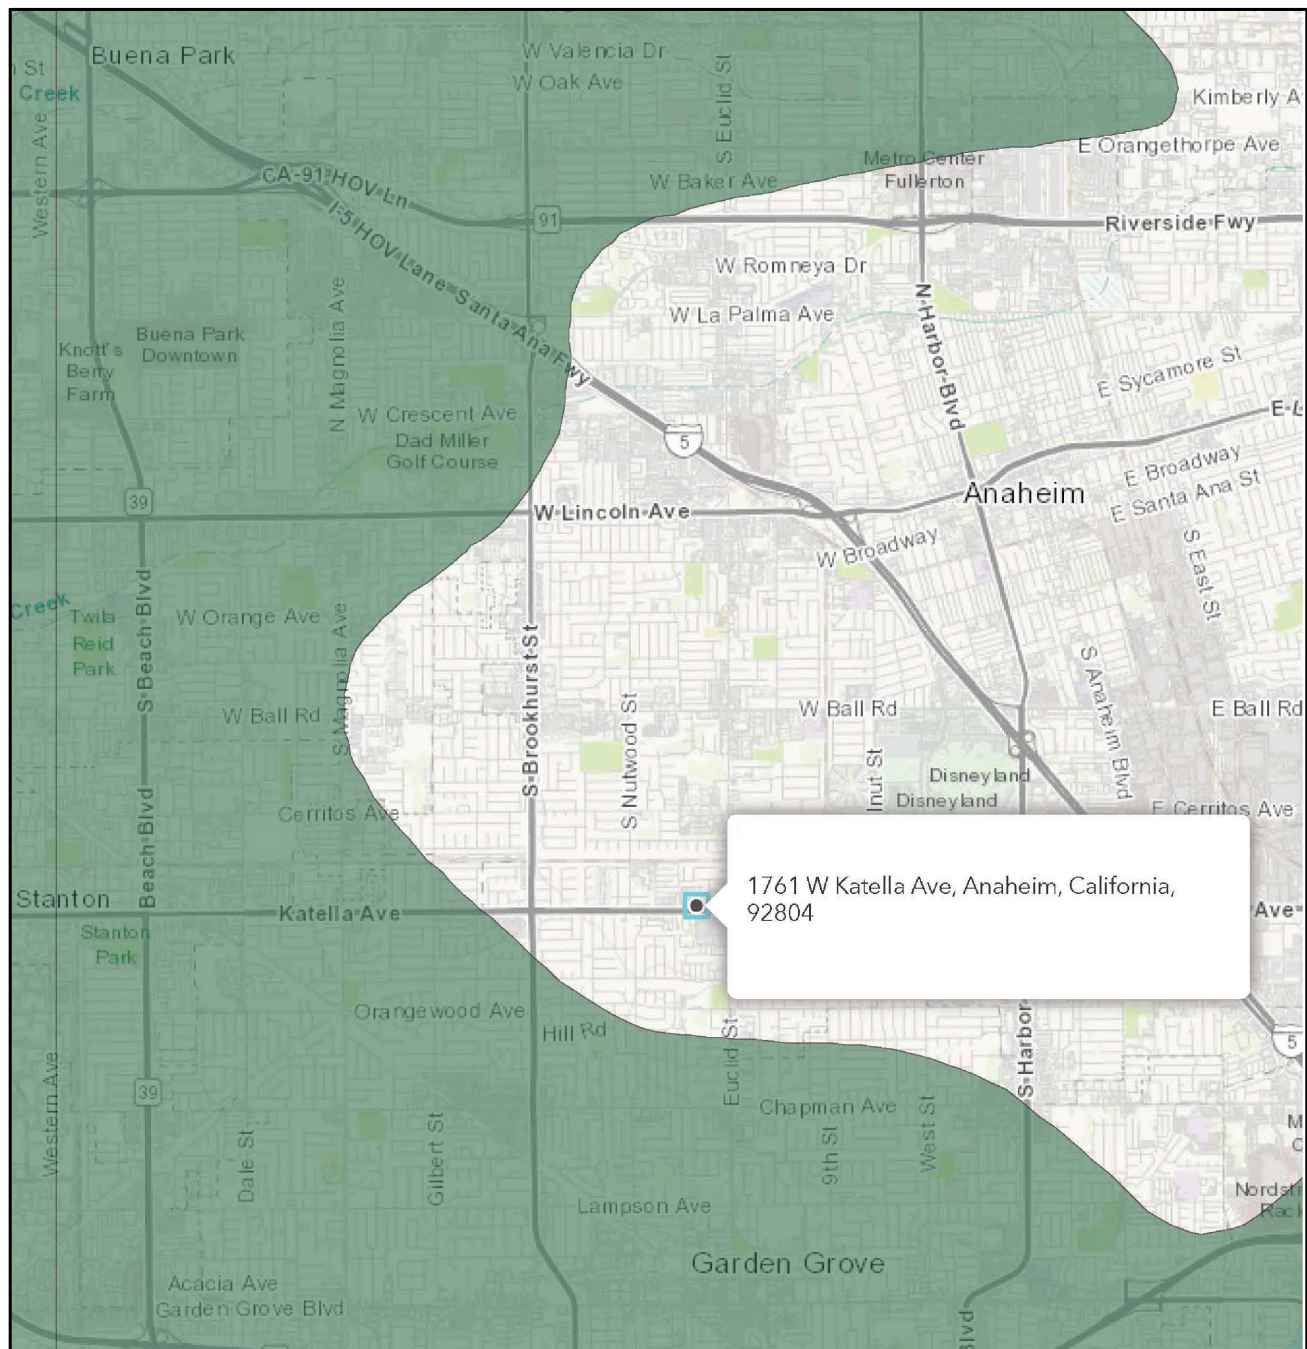 Buena Park
W Valencia Dr
W Oak Ave
S Euclid St
St
Creek
Western Ave
Kimberly A
E Orangethorpe Ave
Metro Center
Fullerton
CA-91 HOV Ln
W Baker Ave
91
Riverside Fwy
I-5 HOV Lane
Santa Ana Fwy
W Romneya Dr
W La Palma Ave
N Harbor Blvd
Buena Park
Downtown
Knott's
Berry
Farm
N Magnolia Ave
E Sycamore St
W Crescent Ave
Dad Miller
Golf Course
E L
5
E Broadway
E Santa Ana St
Anaheim
39
W Lincoln Ave
W Broadway
S East St
Creek
Twila
Reid
Park
W Orange Ave
S Beach Blvd
S Magnolia Ave
S Brookhurst St
S Nutwood St
S Anaheim Blvd
W Ball Rd
W Ball Rd
E Ball Rd
lnut St
Disneyland
Disneyland
Cerritos Ave
E Cerritos Ave
Beach Blvd
1761 W Katella Ave, Anaheim, California,
92804
Stanton
Katella Ave
Ave
Stanton
Park
Orangewood Ave
Hill Rd
Euclid St
S Harbor
5
Western Ave
39
Chapman Ave
West St
9th St
Dale St
Gilbert St
M
C
Lampson Ave
Nordstr
Rack
Garden Grove
Acacia Ave
Garden Grove Blvd
Blvd